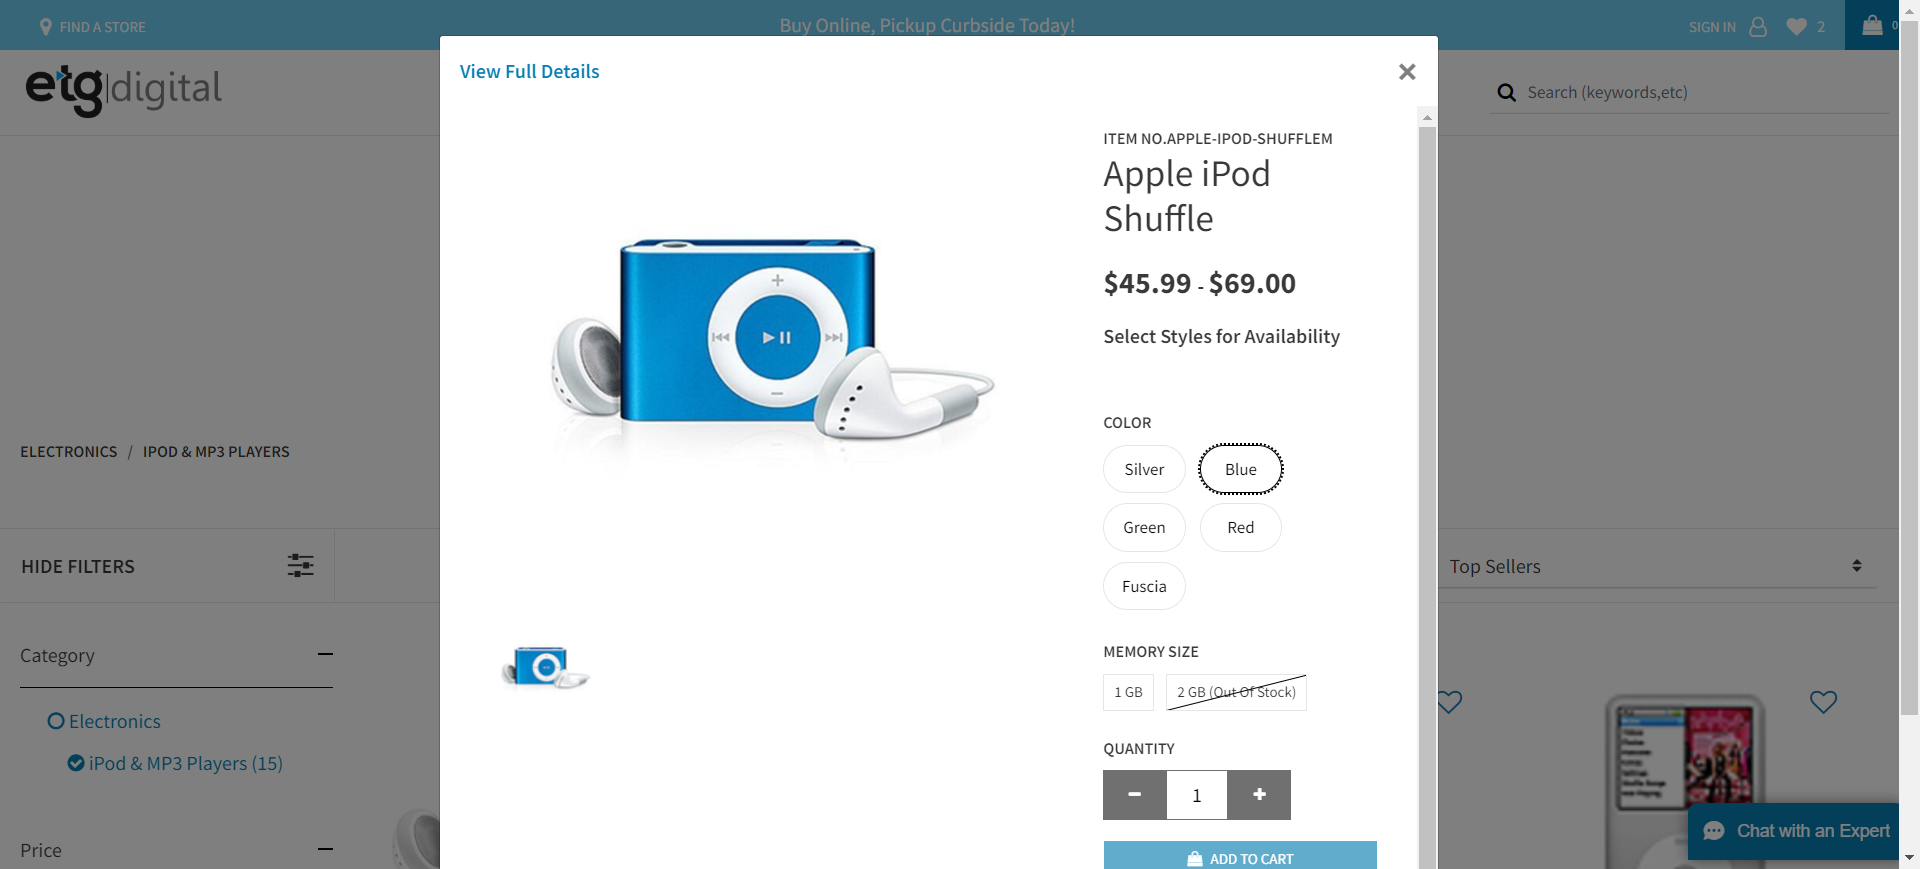 FIND A STORE
Buy Online, Pickup Curbside Today!
SIGN IN
2
0
etg|digital
Search (keywords,etc)
View Full Details
ITEM NO.APPLE-IPOD-SHUFFLEM
Apple iPod
Shuffle
$45.99 - $69.00
Select Styles for Availability
COLOR
Silver
Blue
Green
Red
Fuscia
MEMORY SIZE
1 GB
2 GB (Out Of Stock)
QUANTITY
1
ADD TO CART
ELECTRONICS / IPOD & MP3 PLAYERS
HIDE FILTERS
Top Sellers
Category
Electronics
iPod & MP3 Players (15)
Price
Chat with an Expert